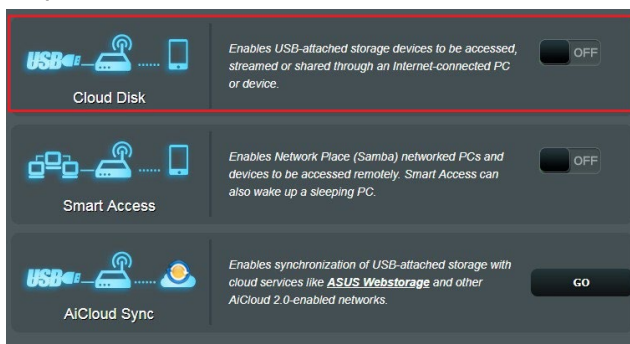 Enables USB-attached storage devices to be accessed,
USB
streamed or shared through an Internet-connected PC
OFF
or device.
Cloud Disk
Enables Network Place (Samba) networked PCs and
devices to be accessed remotely. Smart Access can
OFF
also wake up a sleeping PC.
Smart Access
Enables synchronization of USB-attached storage with
USB
cloud services like ASUS Webstorage and other
GO
AiCloud 2.0-enabled networks.
AiCloud Sync